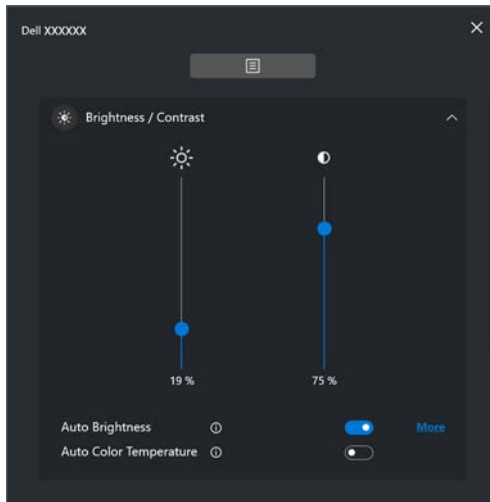 Dell XXXXXX
Brightness / Contrast
19 % 75 %
Auto Brightness More
Auto Color Temperature